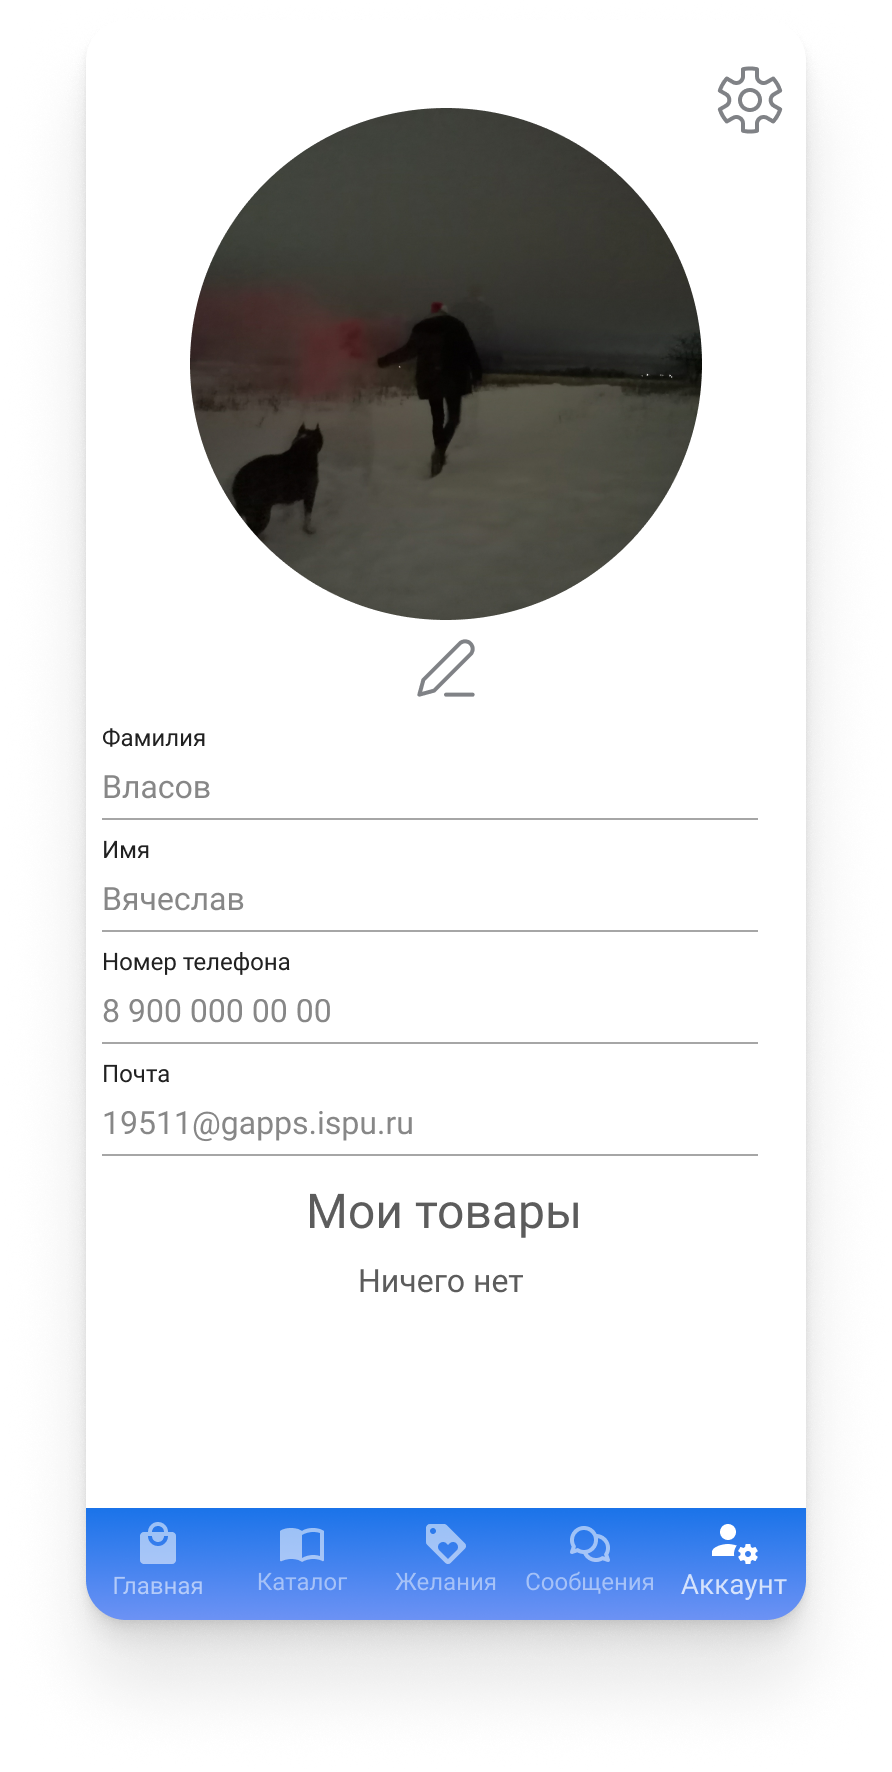 Фамилия
Власов
Имя
Вячеслав
Номер телефона
8 900 000 00 00
Почта
19511@gapps.ispu.ru
Мои товары
Ничего нет
Главная
Каталог
Желания
Сообщения
Аккаунт